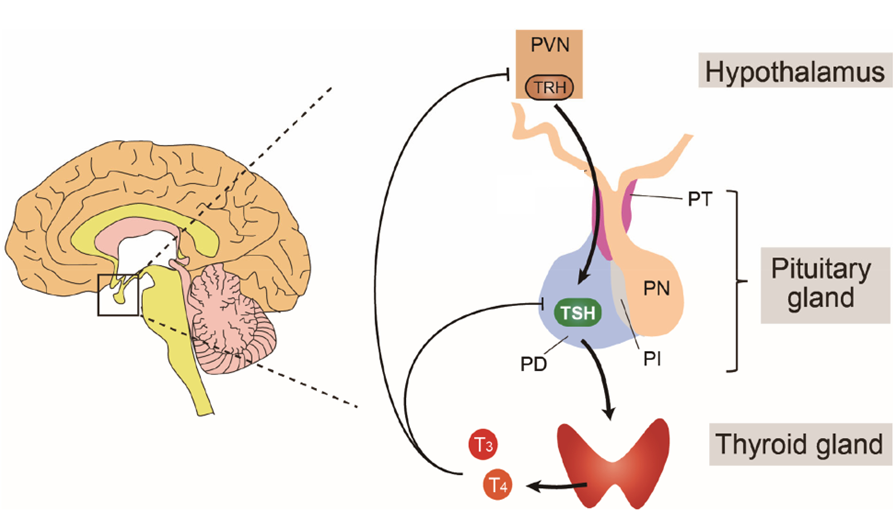 PVN
TRH
Hypothalamus
PT
Pituitary
gland
PN
TSH
PD
PI
T3
T4
Thyroid gland